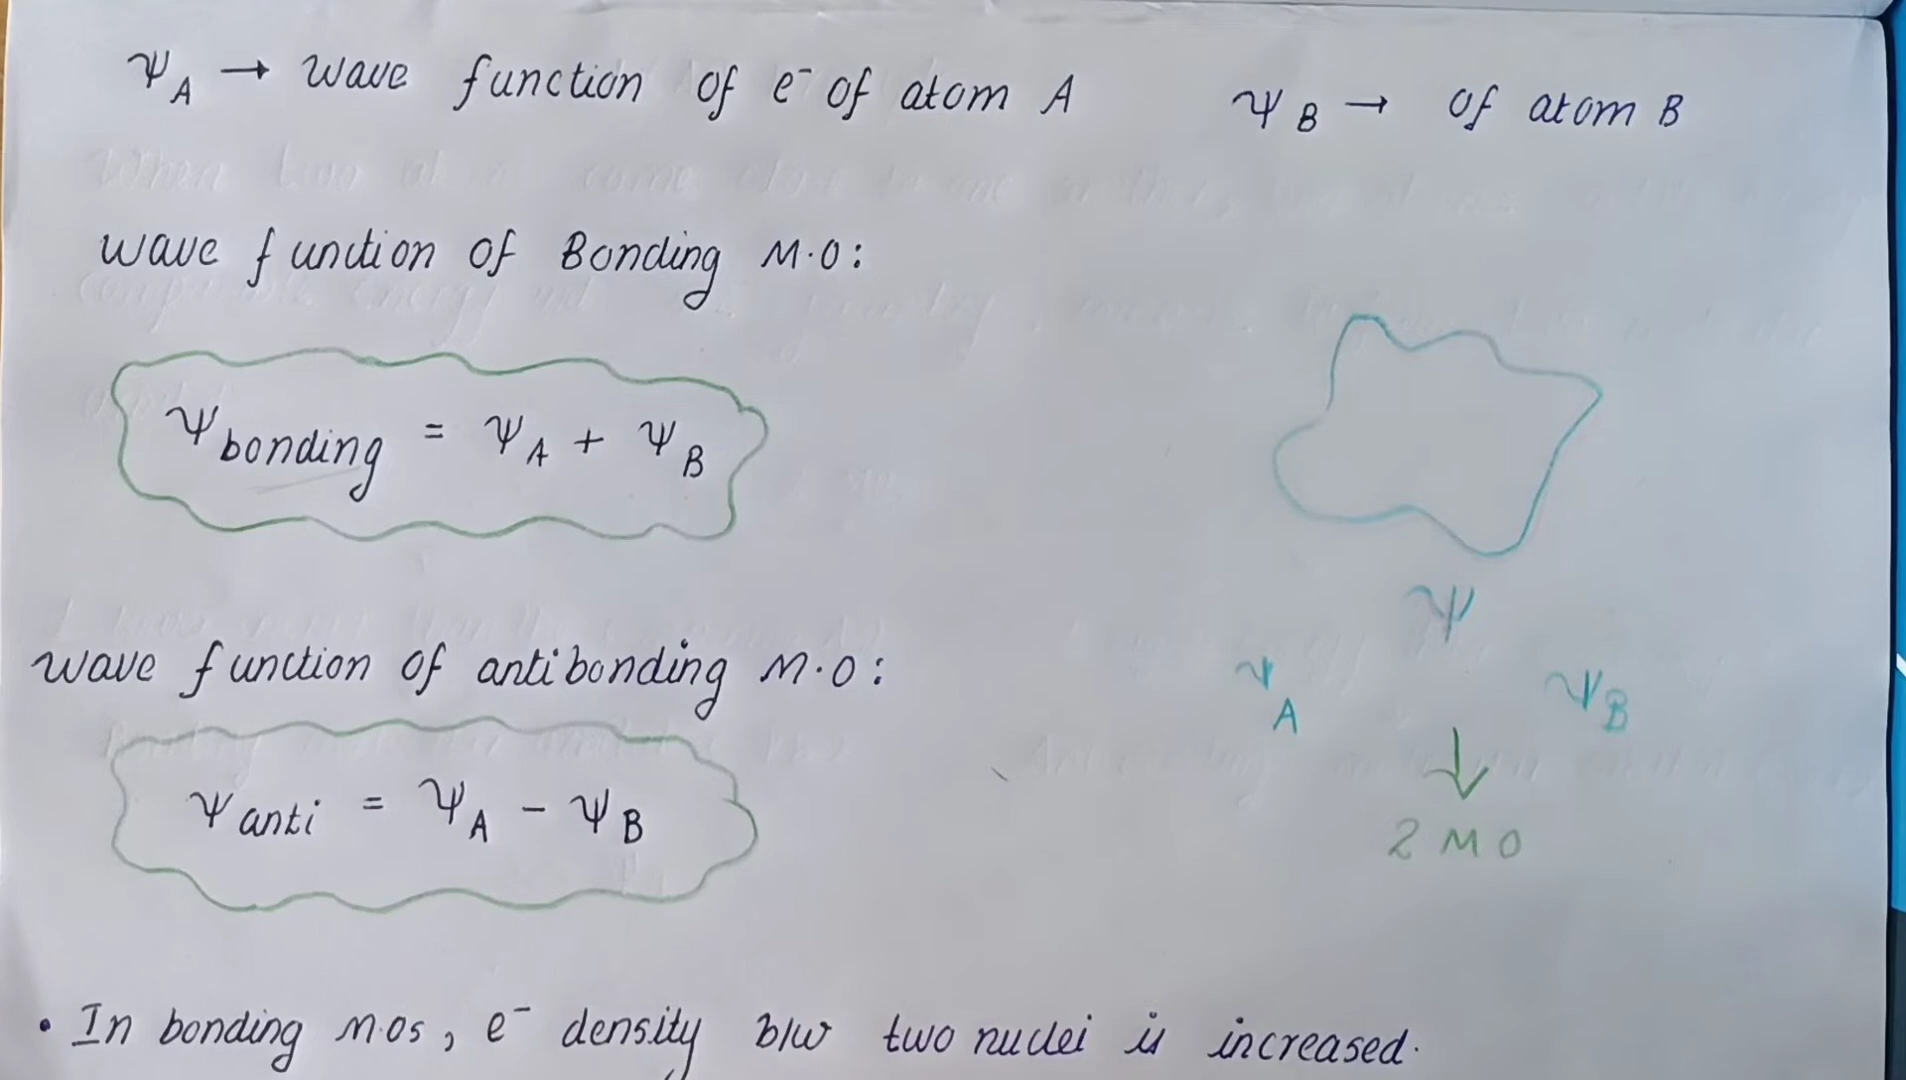 ψA → wave function of e⁻ of atom A ψB → of atom B
wave function of Bonding M.O:
ψbonding = ψA + ψB
ψ
wave function of antibonding M.O:
ψA ψB
ψanti = ψA - ψB
2 MO
• In bonding M.Os, e⁻ density b/w two nuclei is increased.